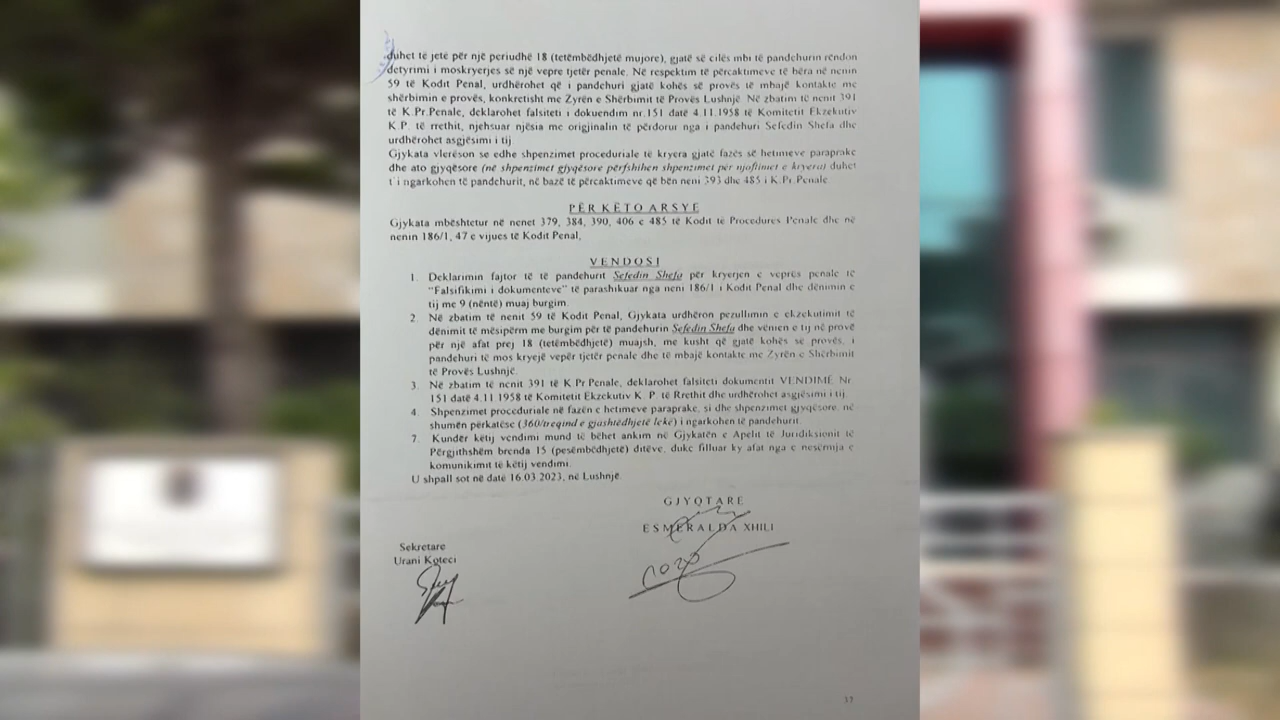 duhet të jetë për një periudhë 18 (tetëmbëdhjetë mujore), gjatë së cilës mbi të pandehurin rëndon
detyrimi i moskryerjes së një vepre tjetër penale. Në respektim të përcaktimeve të bëra në nenin
59 të Kodit Penal, urdhërohet që i pandehuri gjatë kohës së provës të mbajë kontakte me
shërbimin e provës, konkretisht me Zyrën e Shërbimit të Provës Lushnje. Në zbatim të nenit 391
të K.Pr.Penale, deklarohet falsiteti i dokuendim nr.151 datë 4.11.1958 të Komitetit Ekzekutiv
K.P. të rrethit, njehsuar njësia me origjinalin të përdorur nga i pandehuri Sefedin Shefa dhe
urdhërohet asgjësimi i tij.
Gjykata vlerëson se edhe shpenzimet proceduriale të kryera gjatë fazës së hetimeve paraprake
dhe ato gjyqësore (në shpenzimet gjyqësore përfshihen shpenzimet për njoftimet e kryera) duhet
t'i ngarkohen të pandehurit, në bazë të përcaktimeve që bën neni 393 dhe 485 i K.Pr.Penale.
PËR KËTO ARSYE
Gjykata mbështetur në nenet 379, 384, 390, 406 e 485 të Kodit të Procedurës Penale dhe në
nenin 186/1, 47 e vijues të Kodit Penal,
VENDOSI
1. Deklarimin fajtor të të pandehurit Sefedin Shefa për kryerjen e veprës penale të
"Falsifikimi i dokumenteve" të parashikuar nga neni 186/1 i Kodit Penal dhe dënimin e
tij me 9 (nëntë) muaj burgim.
2. Në zbatim të nenit 59 të Kodit Penal, Gjykata urdhëron pezullimin e ekzekutimit të
dënimit të mësipërm me burgim për të pandehurin Sefedin Shefa dhe vënien e tij në provë
për një afat prej 18 (tetëmbëdhjetë) muajsh, me kusht që gjatë kohës së provës, i
pandehuri të mos kryejë vepër tjetër penale dhe të mbajë kontakte me Zyrën e Shërbimit
të Provës Lushnje.
3. Në zbatim të nenit 391 të K.Pr.Penale, deklarohet falsiteti dokumentit VENDIMË Nr.
151 datë 4.11.1958 të Komitetit Ekzekutiv K. P. të Rrethit dhe urdhërohet asgjësimi i tij.
4. Shpenzimet proceduriale në fazën e hetimeve paraprake, si dhe shpenzimet gjyqësore, në
shumën përkatëse (360/treqind e gjashtëdhjetë lekë) i ngarkohen të pandehurit.
7. Kundër këtij vendimi mund të bëhet ankim në Gjykatën e Apelit të Juridiksionit të
Përgjithshëm brenda 15 (pesëmbëdhjetë) ditëve, duke filluar ky afat nga e nesërmja e
komunikimit të këtij vendimi.
U shpall sot në datë 16.03.2023, në Lushnje.
GJYQTARE
ESMERALDA XHILI
Sekretare
Urani Koteci